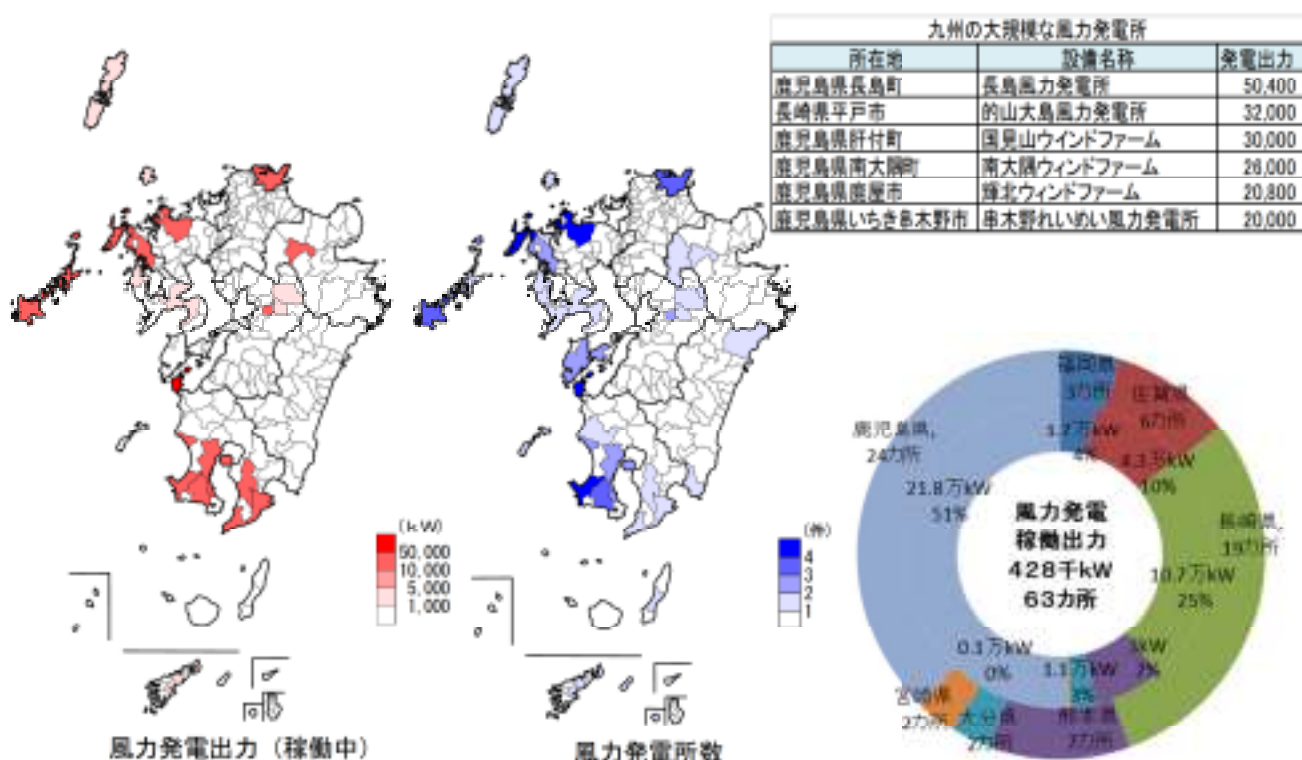 九州の大規模な風力発電所
所在地 設備名称 発電出力
鹿児島県長島町 長島風力発電所 50,400
長崎県平戸市 的山大島風力発電所 32,000
鹿児島県肝付町 国見山ウインドファーム 30,000
鹿児島県南大隅町 南大隅ウィンドファーム 26,000
鹿児島県鹿屋市 輝北ウィンドファーム 20,800
鹿児島県いちき串木野市 串木野れいめい風力発電所 20,000
(kW)
50,000
10,000
5,000
1,000
風力発電出力(稼働中)
(件)
4
3
2
1
風力発電所数
福岡県
3カ所
4%
佐賀県
6カ所
4.3万kW
10%
長崎県,
19カ所
10.7万kW
25%
熊本県
7カ所
大分県
2カ所
1.1万kW
3%
宮崎県
2カ所
0.1万kW
0%
鹿児島県,
24カ所
21.8万kW
51%
風力発電
稼働出力
428千kW
63カ所